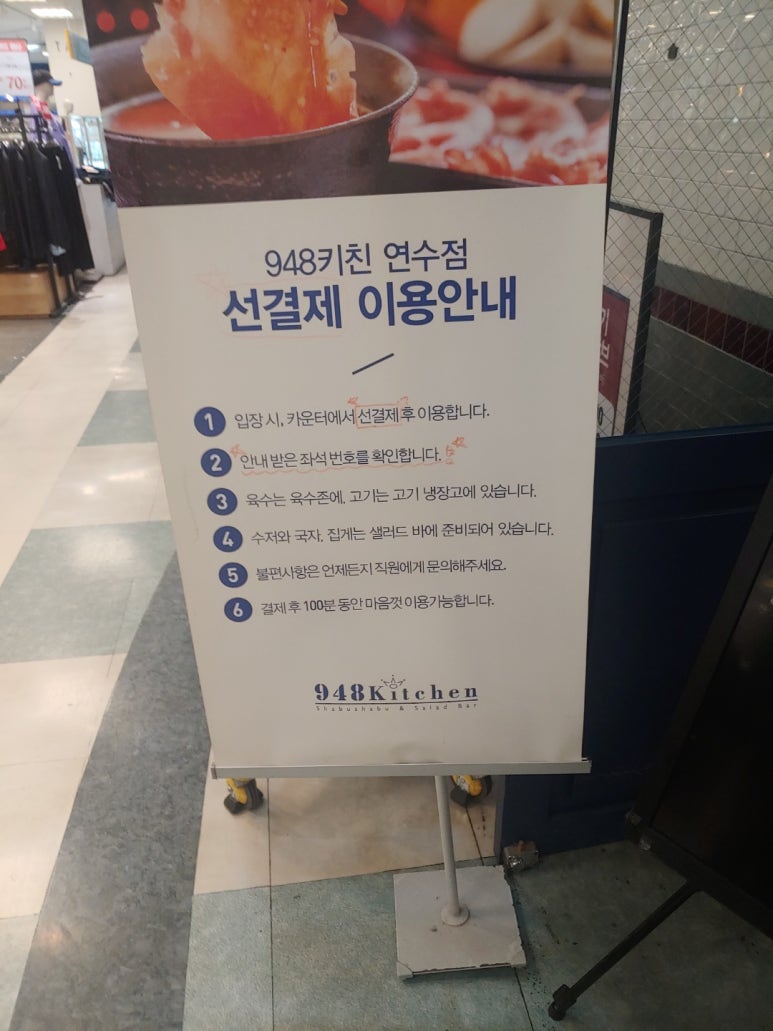 70
948키친 연수점
선결제 이용안내
1 입장 시, 카운터에서 선결제 후 이용합니다.
2 안내 받은 좌석 번호를 확인합니다.
3 육수는 육수존에, 고기는 고기 냉장고에 있습니다.
4 수저와 국자, 집게는 샐러드 바에 준비되어 있습니다.
5 불편사항은 언제든지 직원에게 문의해주세요.
6 결제 후 100분 동안 마음껏 이용가능합니다.
948Kitchen
Shabushabu & Salad Bar